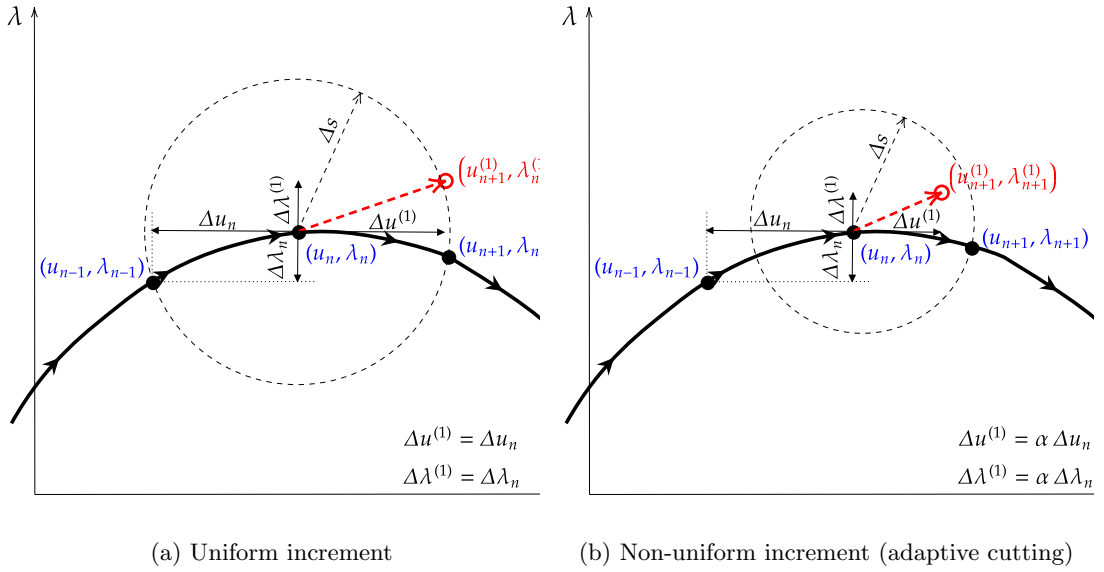 λ
Δs
(u_{n+1}^{(1)}, λ_n^{(1)}
Δλ^{(1)}
Δu_n
Δu^{(1)}
Δλ_n
(u_n, λ_n)
(u_{n+1}, λ_n
(u_{n-1}, λ_{n-1})
Δu^{(1)} = Δu_n
Δλ^{(1)} = Δλ_n
(a) Uniform increment
λ
Δs
(u_{n+1}^{(1)}, λ_{n+1}^{(1)})
Δλ^{(1)}
Δu_n
Δu^{(1)}
Δλ_n
(u_n, λ_n)
(u_{n+1}, λ_{n+1})
(u_{n-1}, λ_{n-1})
Δu^{(1)} = α Δu_n
Δλ^{(1)} = α Δλ_n
(b) Non-uniform increment (adaptive cutting)